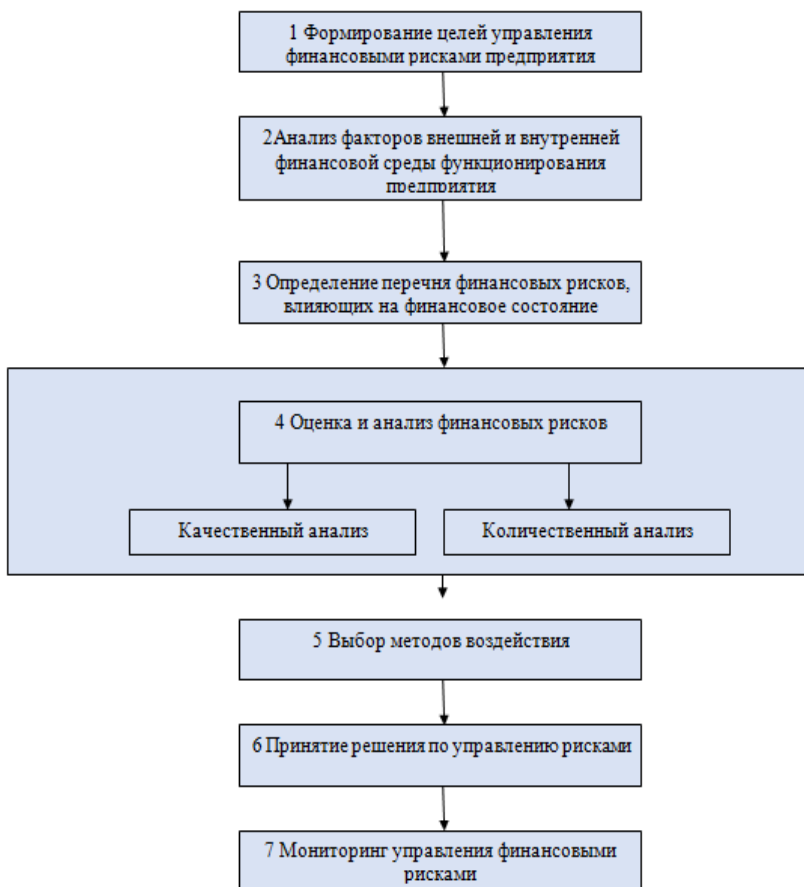 1 Формирование целей управления
финансовыми рисками предприятия
2Анализ факторов внешней и внутренней
финансовой среды функционирования
предприятия
3 Определение перечня финансовых рисков,
влияющих на финансовое состояние
4 Оценка и анализ финансовых рисков
Качественный анализ
Количественный анализ
5 Выбор методов воздействия
6 Принятие решения по управлению рисками
7 Мониторинг управления финансовыми
рисками